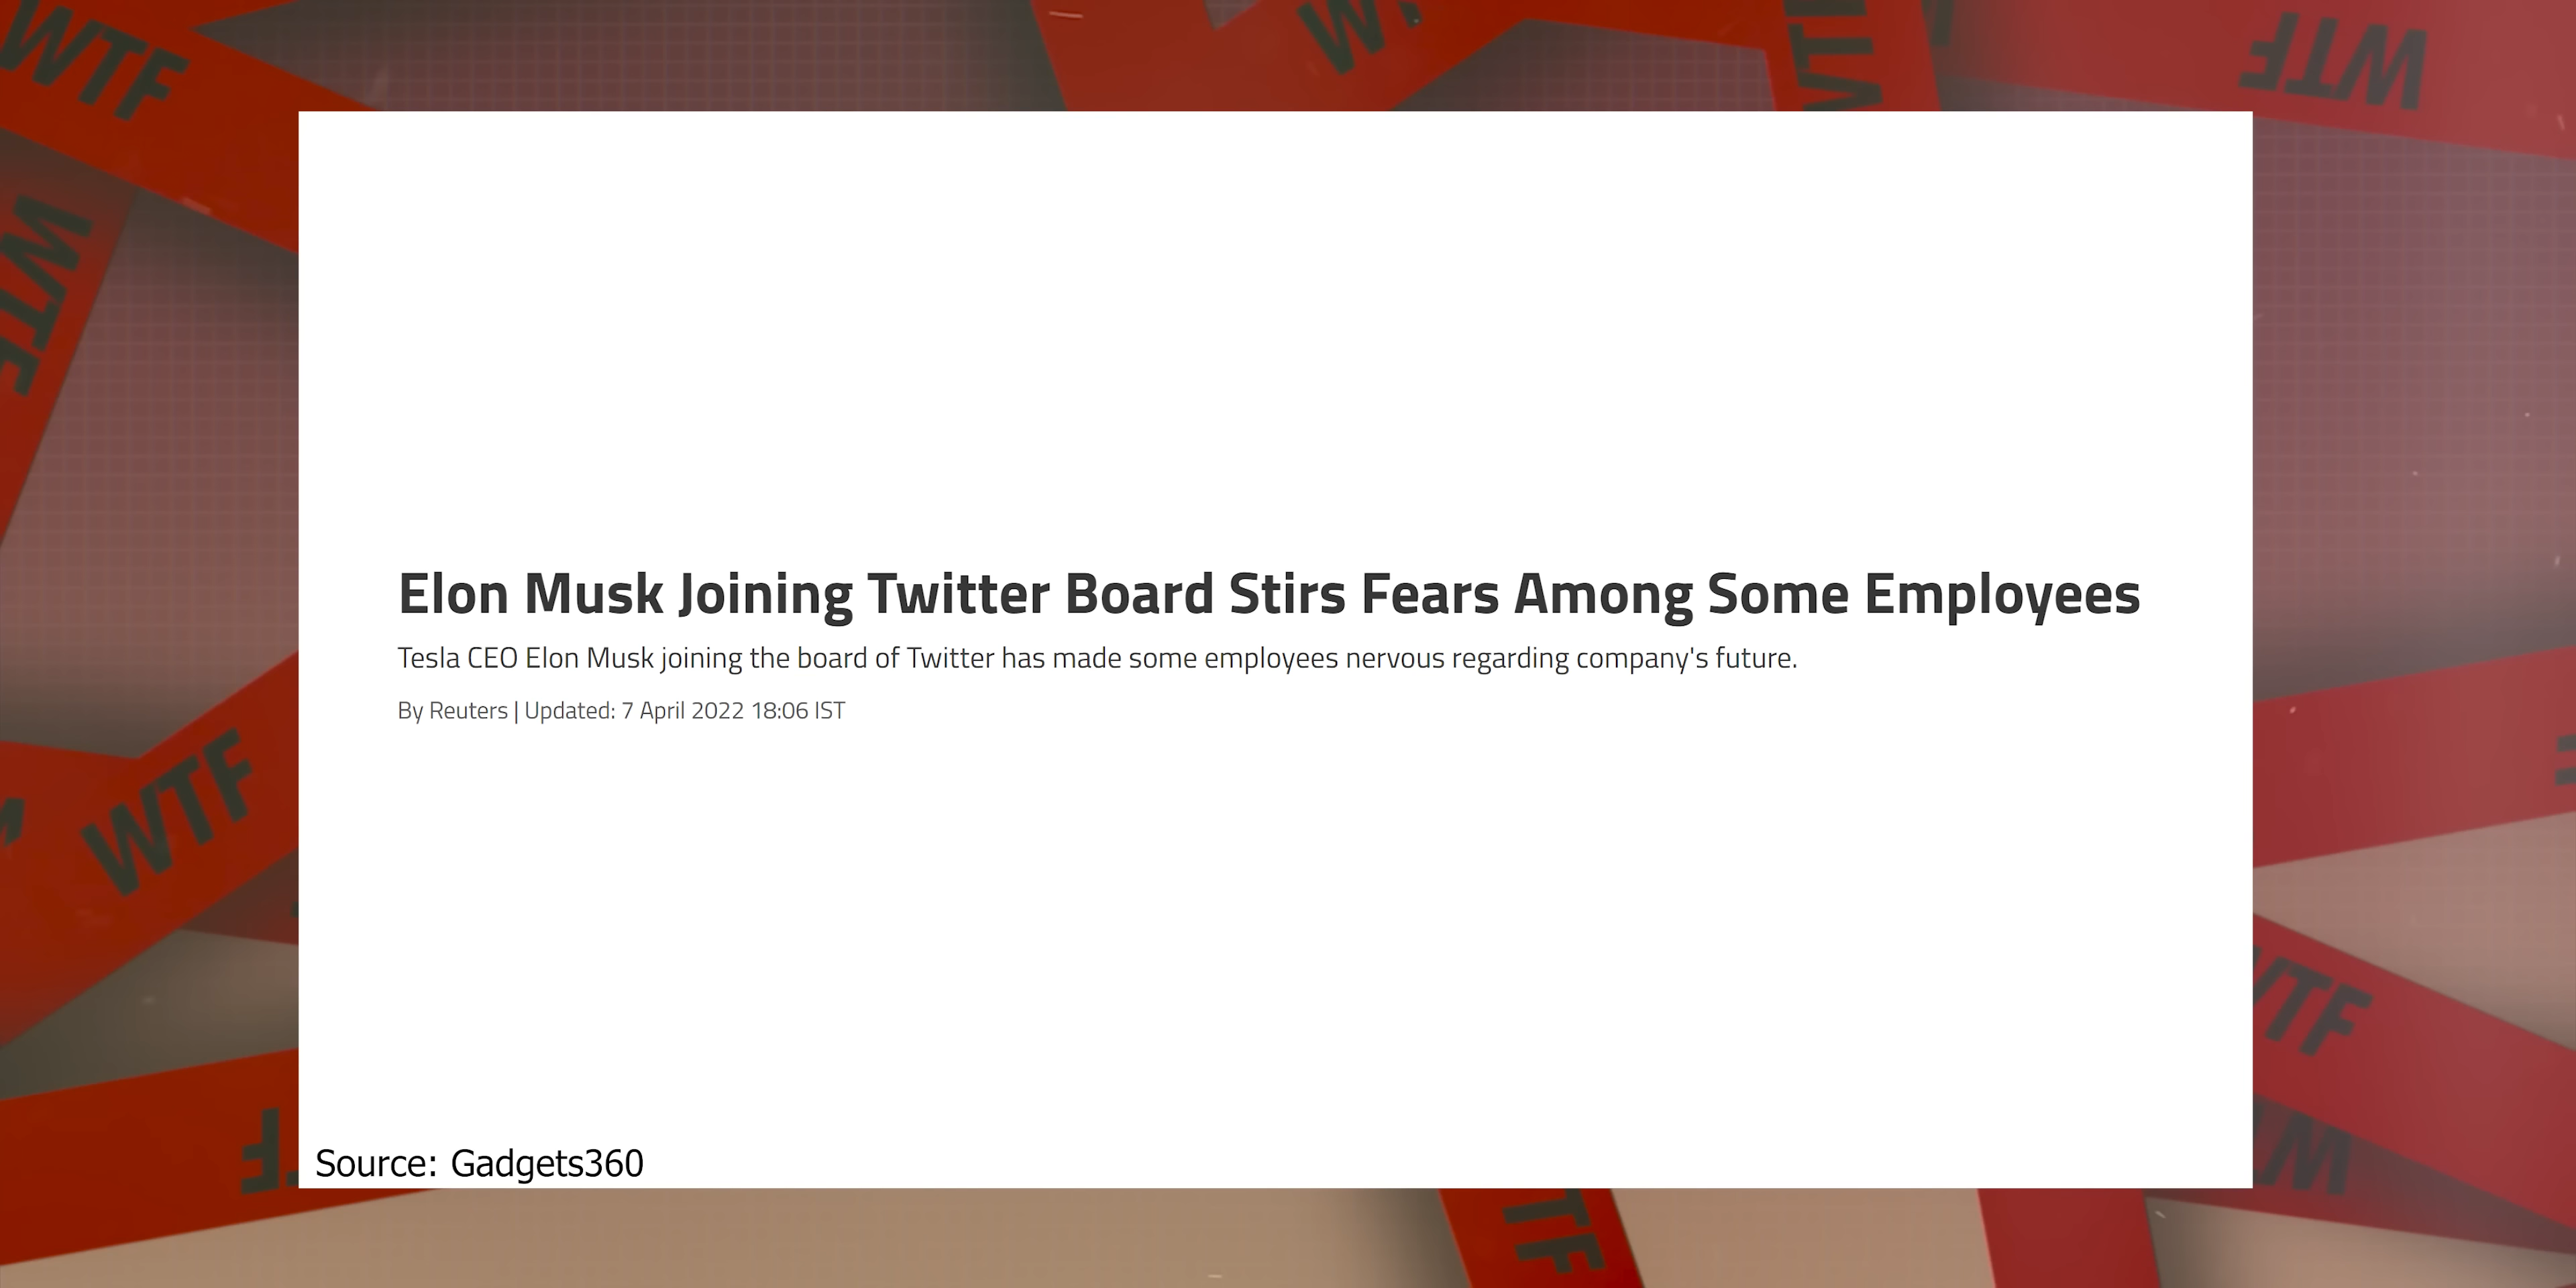 WTF
WTF
WTF
WTF
Elon Musk Joining Twitter Board Stirs Fears Among Some Employees
Tesla CEO Elon Musk joining the board of Twitter has made some employees nervous regarding company's future.
By Reuters | Updated: 7 April 2022 18:06 IST
WTF
Source: Gadgets360